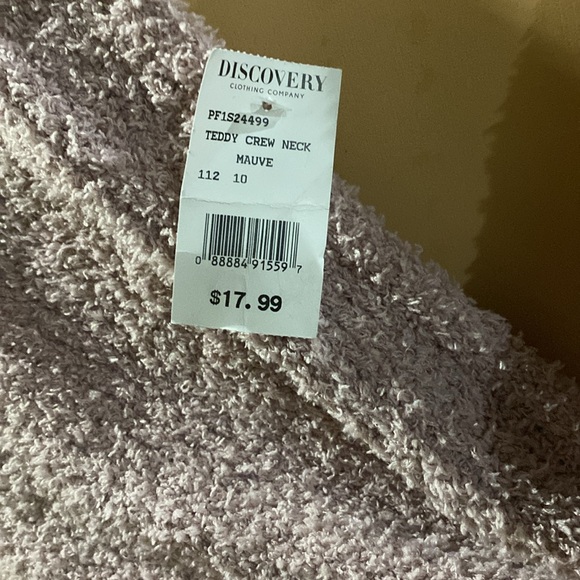 DISCOVERY
CLOTHING COMPANY
PF1S24499
TEDDY CREW NECK
MAUVE
112 10
0 88884 91559 7
$17.99